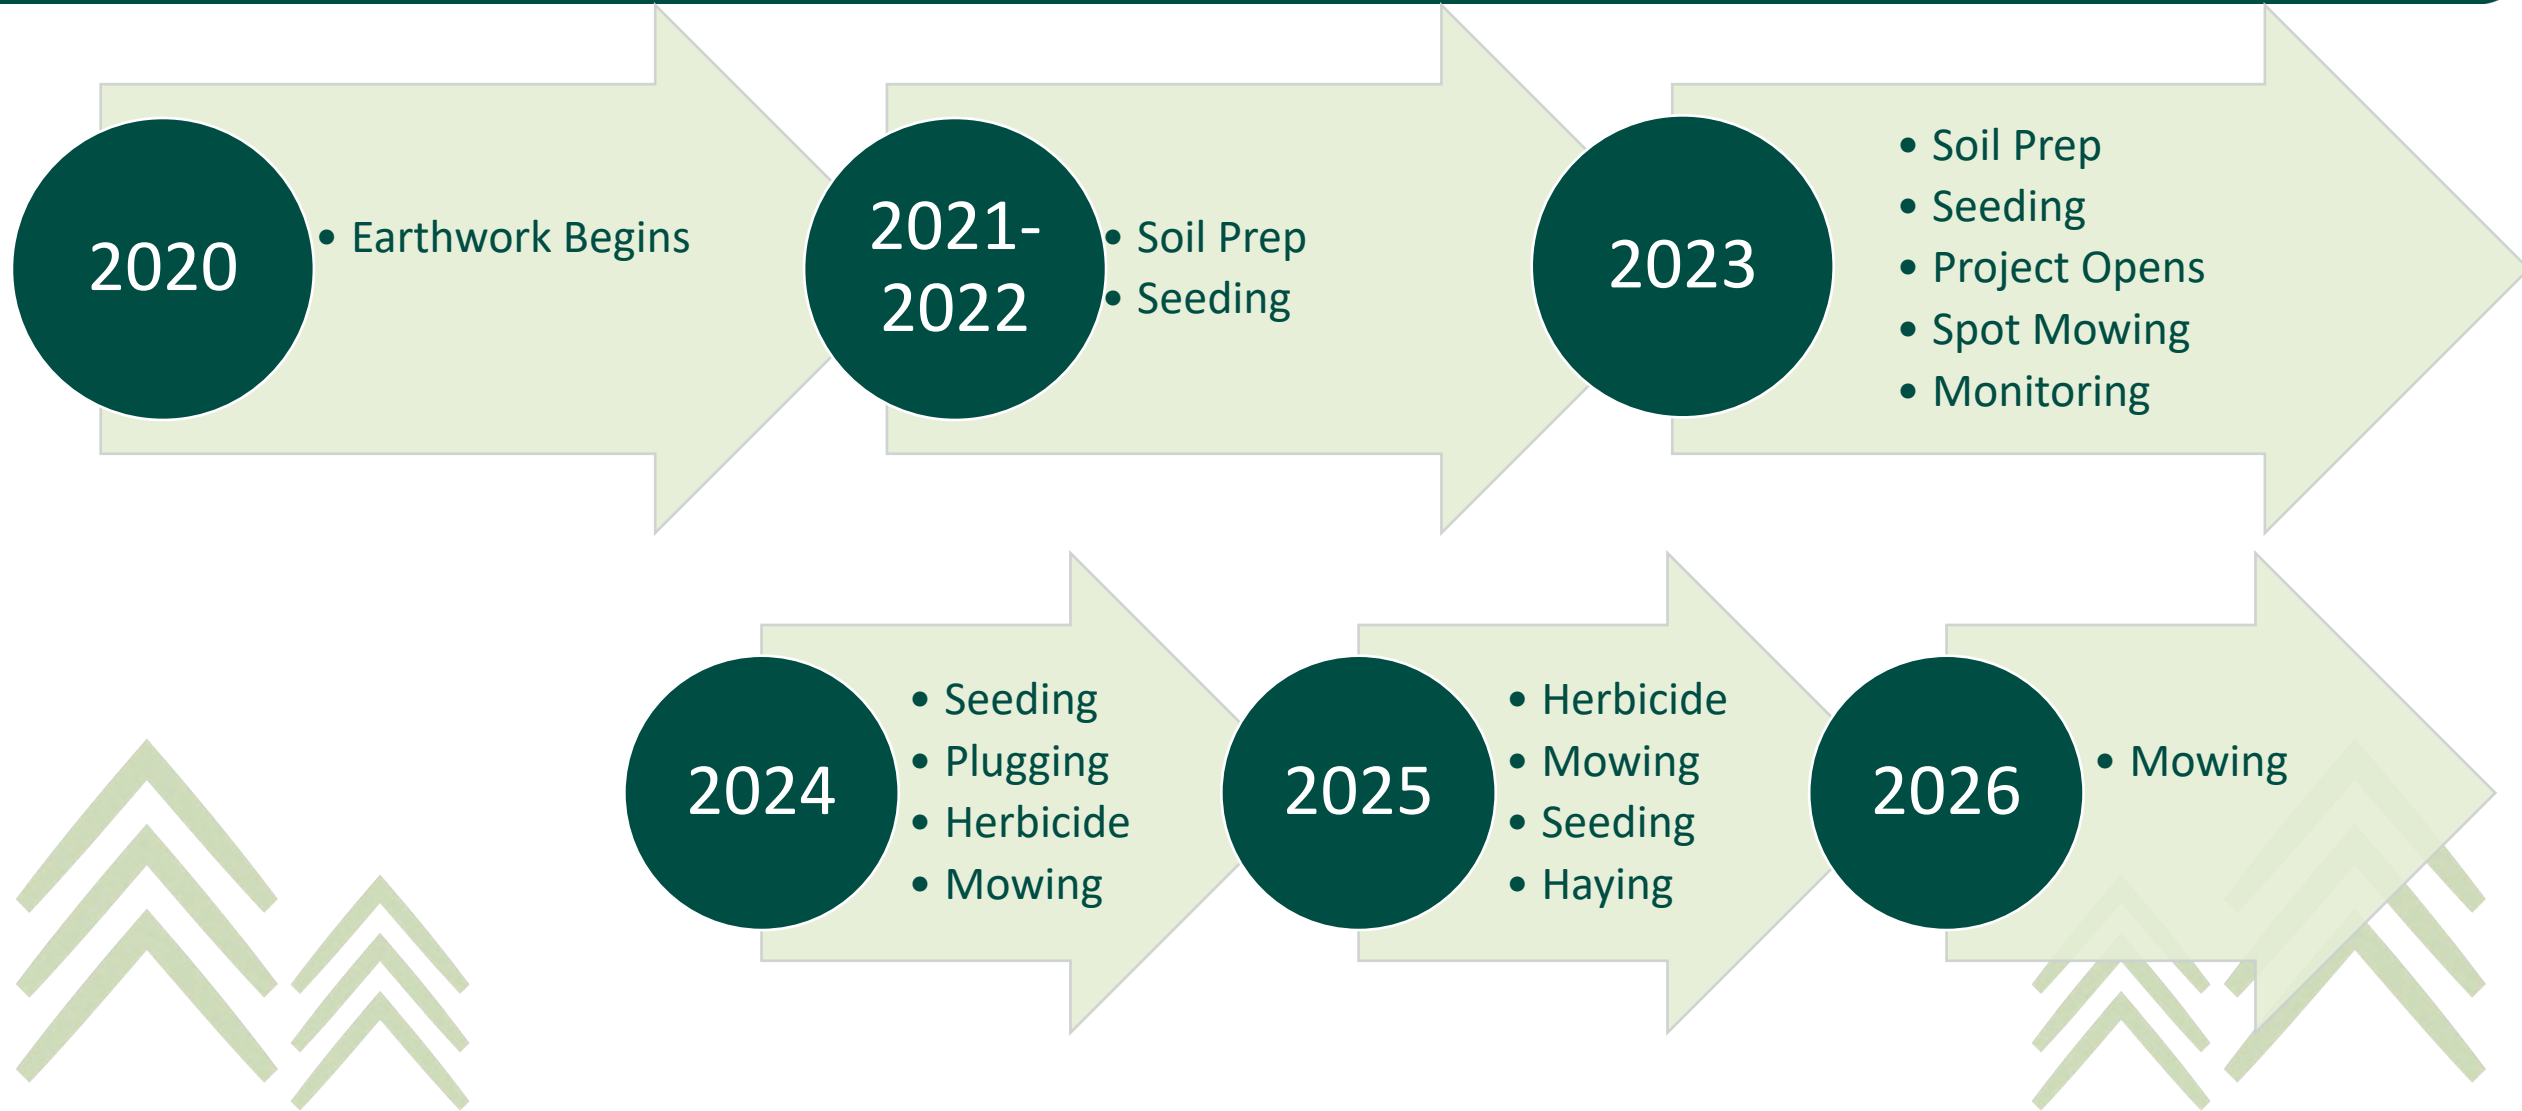 2020
• Earthwork Begins
2021-
2022
• Soil Prep
• Seeding
2023
• Soil Prep
• Seeding
• Project Opens
• Spot Mowing
• Monitoring
2024
• Seeding
• Plugging
• Herbicide
• Mowing
2025
• Herbicide
• Mowing
• Seeding
• Haying
2026
• Mowing